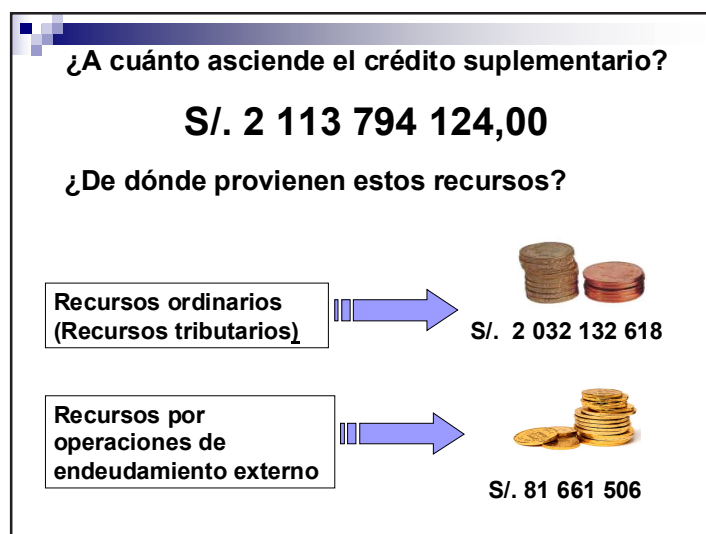 ¿A cuánto asciende el crédito suplementario?
S/. 2 113 794 124,00
¿De dónde provienen estos recursos?
Recursos ordinarios
(Recursos tributarios)
S/. 2 032 132 618
Recursos por
operaciones de
endeudamiento externo
S/. 81 661 506